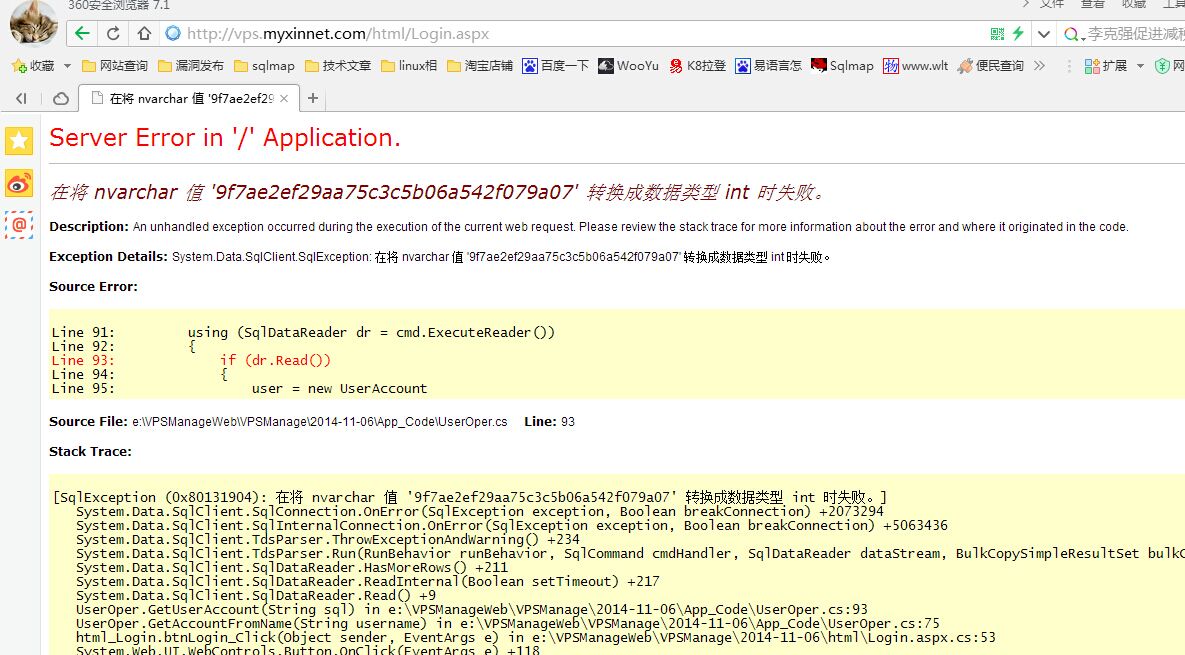 360安全浏览器 7.1
文件 查看 收藏 工具
http://vps.myxinnet.com/html/Login.aspx
李克强促进减税
收藏 网站查询 漏洞发布 sqlmap 技术文章 linux相 淘宝店铺 百度一下 WooYu K8拉登 易语言怎 Sqlmap www.wlt 便民查询 扩展 网
在将 nvarchar 值 '9f7ae2ef29
Server Error in '/' Application.
在将 nvarchar 值 '9f7ae2ef29aa75c3c5b06a542f079a07' 转换成数据类型 int 时失败。
Description: An unhandled exception occurred during the execution of the current web request. Please review the stack trace for more information about the error and where it originated in the code.
Exception Details: System.Data.SqlClient.SqlException: 在将 nvarchar 值 '9f7ae2ef29aa75c3c5b06a542f079a07' 转换成数据类型 int 时失败。
Source Error:
Line 91: using (SqlDataReader dr = cmd.ExecuteReader())
Line 92: {
Line 93: if (dr.Read())
Line 94: {
Line 95: user = new UserAccount
Source File: e:\VPSManageWeb\VPSManage\2014-11-06\App_Code\UserOper.cs Line: 93
Stack Trace:
[SqlException (0x80131904): 在将 nvarchar 值 '9f7ae2ef29aa75c3c5b06a542f079a07' 转换成数据类型 int 时失败。]
System.Data.SqlClient.SqlConnection.OnError(SqlException exception, Boolean breakConnection) +2073294
System.Data.SqlClient.SqlInternalConnection.OnError(SqlException exception, Boolean breakConnection) +5063436
System.Data.SqlClient.TdsParser.ThrowExceptionAndWarning() +234
System.Data.SqlClient.TdsParser.Run(RunBehavior runBehavior, SqlCommand cmdHandler, SqlDataReader dataStream, BulkCopySimpleResultSet bulkC
System.Data.SqlClient.SqlDataReader.HasMoreRows() +211
System.Data.SqlClient.SqlDataReader.ReadInternal(Boolean setTimeout) +217
System.Data.SqlClient.SqlDataReader.Read() +9
UserOper.GetUserAccount(String sql) in e:\VPSManageWeb\VPSManage\2014-11-06\App_Code\UserOper.cs:93
UserOper.GetAccountFromName(String username) in e:\VPSManageWeb\VPSManage\2014-11-06\App_Code\UserOper.cs:75
html_Login.btnLogin_Click(Object sender, EventArgs e) in e:\VPSManageWeb\VPSManage\2014-11-06\html\Login.aspx.cs:53
System.Web.UI.WebControls.Button.OnClick(EventArgs e) +118